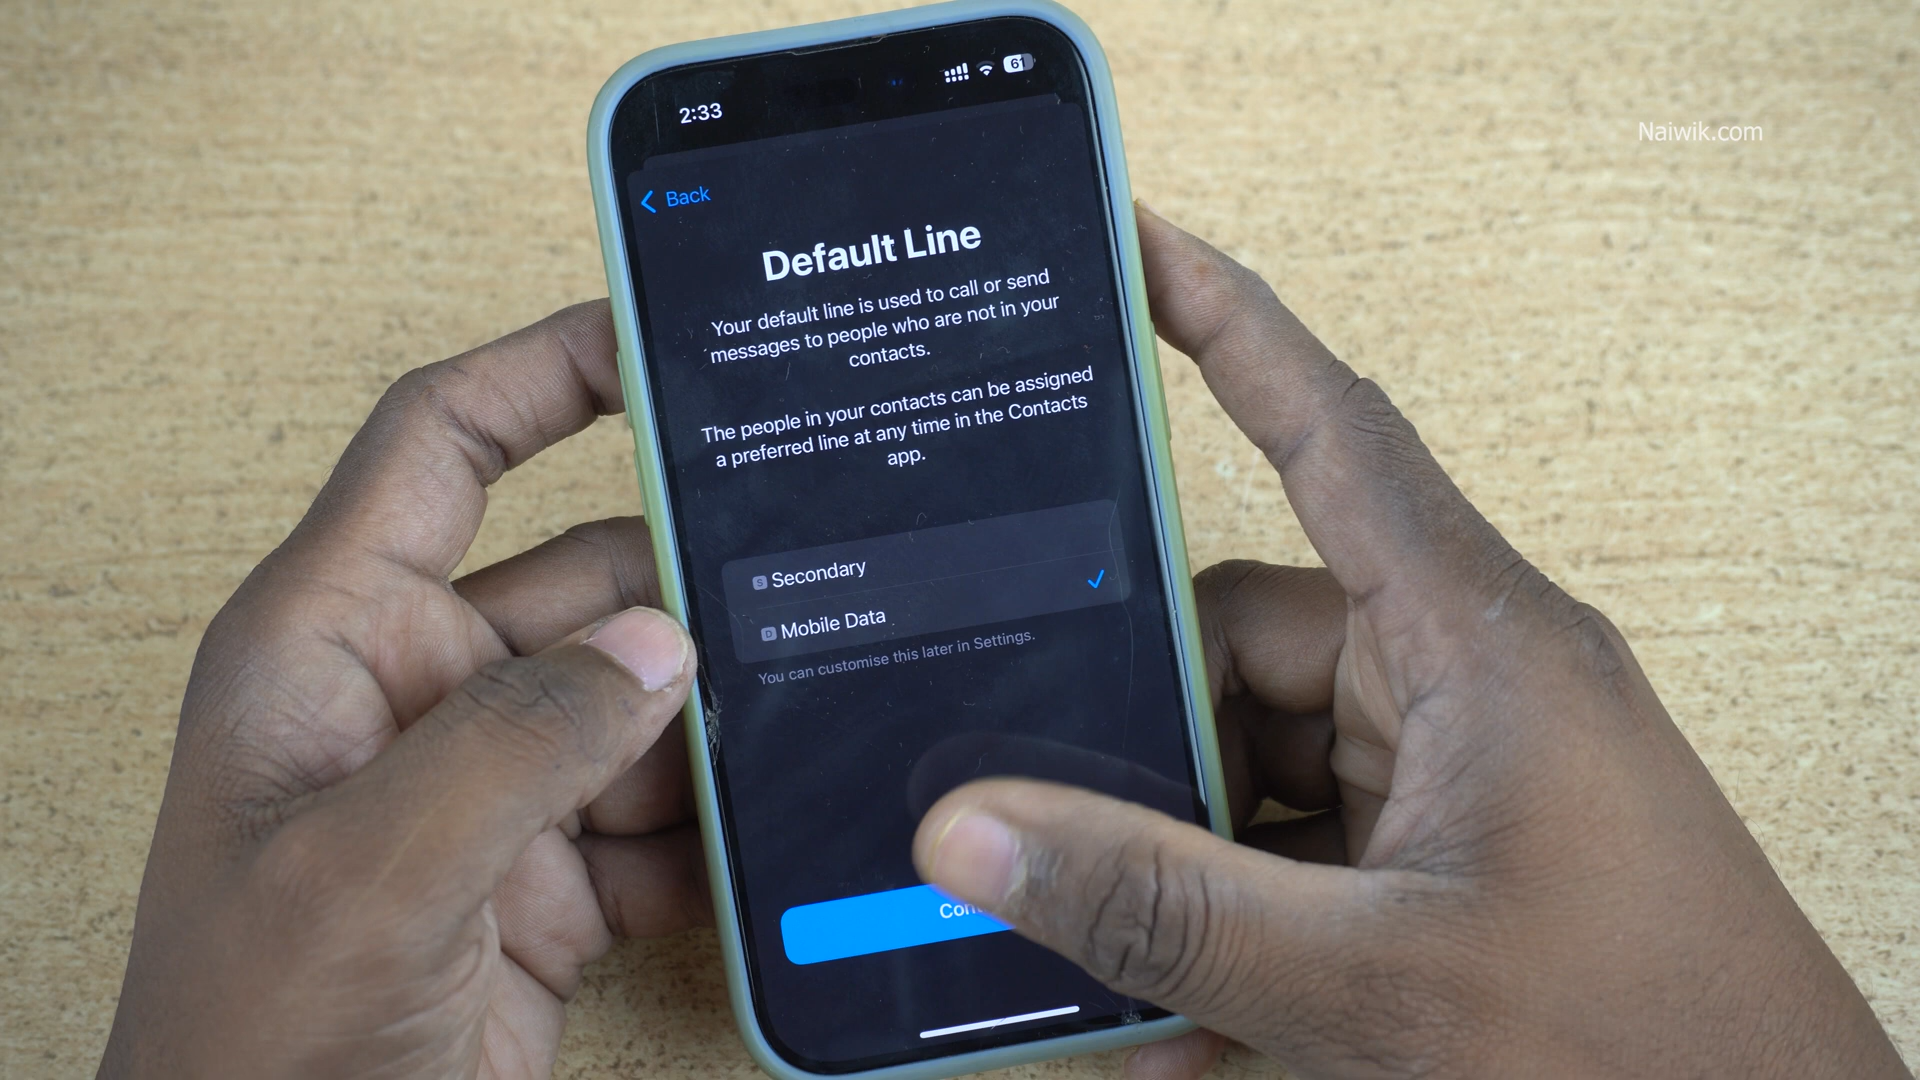 Naiwik.com
2:33
61
Back
Default Line
Your default line is used to call or send
messages to people who are not in your
contacts.
The people in your contacts can be assigned
a preferred line at any time in the Contacts
app.
S Secondary
D Mobile Data
You can customise this later in Settings.